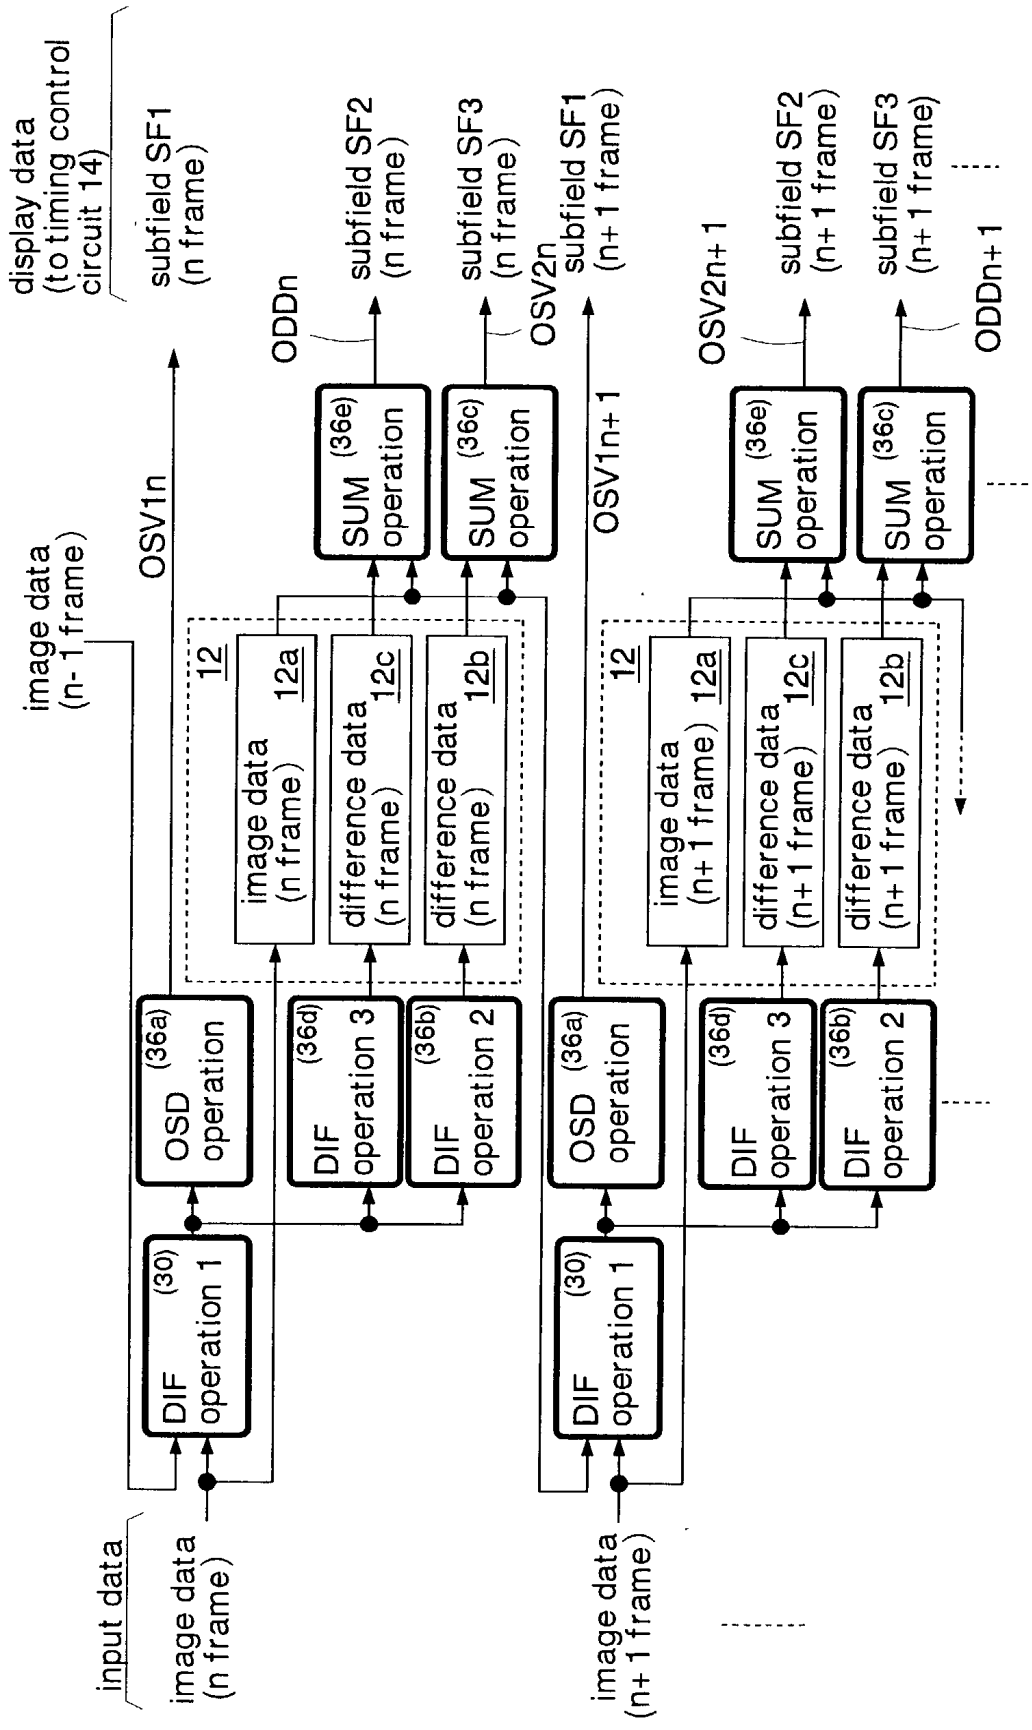 input data
image data
(n frame)
image data
(n- 1 frame)
display data
(to timing control
circuit 14)
DIF
(30)
operation 1
OSD
(36a)
operation
OSV1n
subfield SF1
(n frame)
DIF
(36d)
operation 3
DIF
(36b)
operation 2
12
image data
(n frame)
12a
difference data
(n frame)
12c
difference data
(n frame)
12b
SUM
(36e)
operation
ODDn
subfield SF2
(n frame)
SUM
(36c)
operation
OSV2n
subfield SF3
(n frame)
image data
(n+ 1 frame)
DIF
(30)
operation 1
OSD
(36a)
operation
OSV1n+ 1
subfield SF1
(n+ 1 frame)
DIF
(36d)
operation 3
DIF
(36b)
operation 2
12
image data
(n+ 1 frame)
12a
difference data
(n+ 1 frame)
12c
difference data
(n+ 1 frame)
12b
SUM
(36e)
operation
OSV2n+ 1
subfield SF2
(n+ 1 frame)
SUM
(36c)
operation
ODDn+ 1
subfield SF3
(n+ 1 frame)